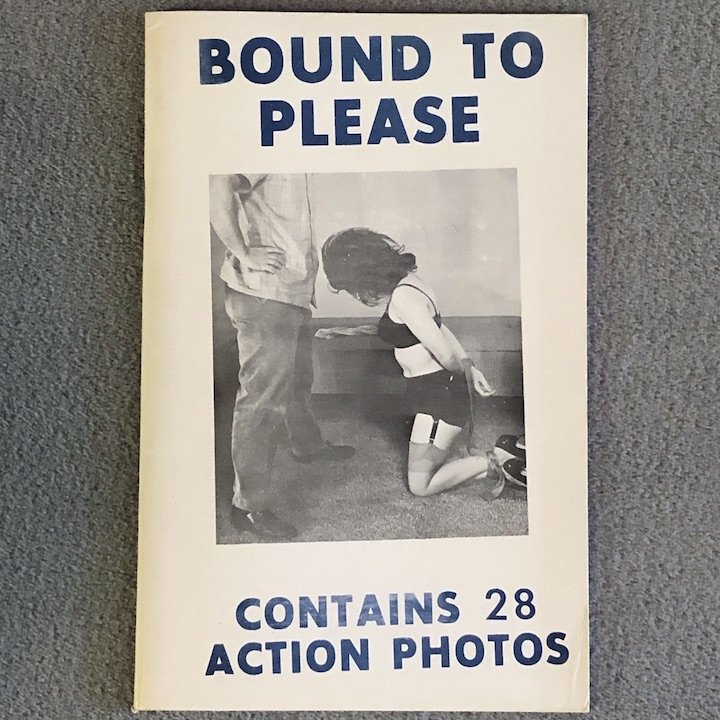 BOUND TO
PLEASE
CONTAINS 28
ACTION PHOTOS